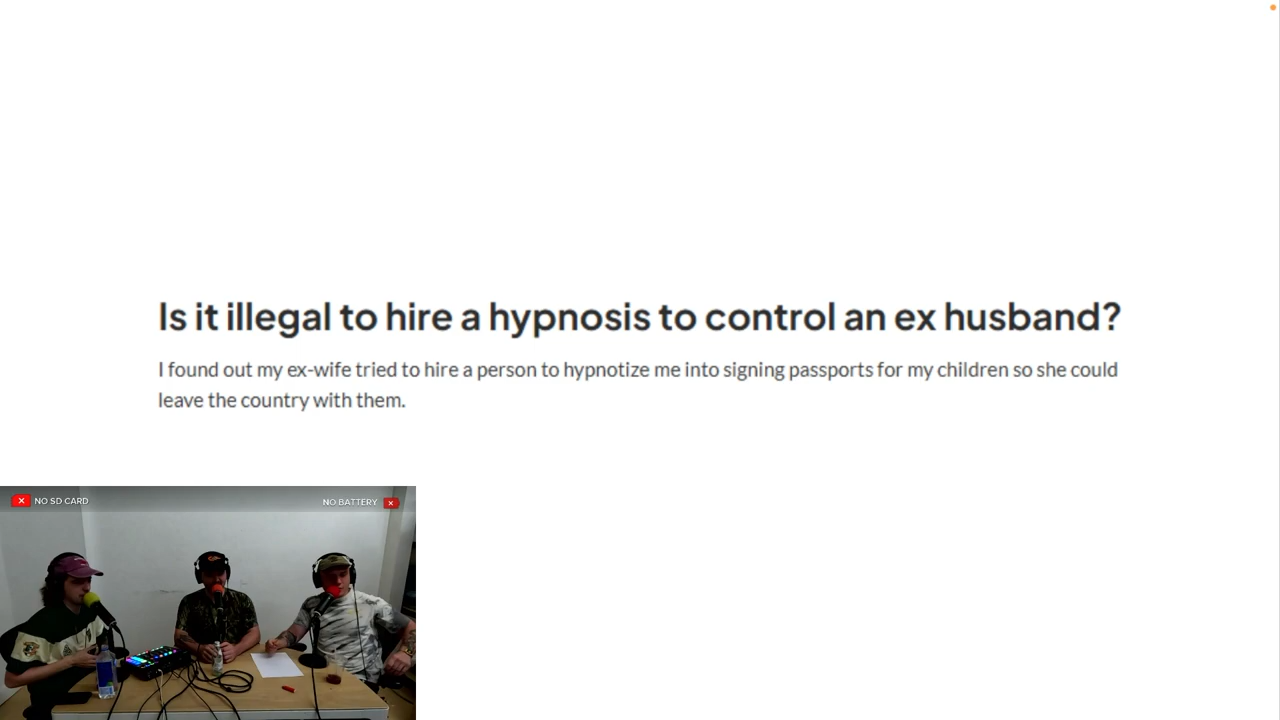 Is it illegal to hire a hypnosis to control an ex husband?
I found out my ex-wife tried to hire a person to hypnotize me into signing passports for my children so she could
leave the country with them.
NO SD CARD
NO BATTERY